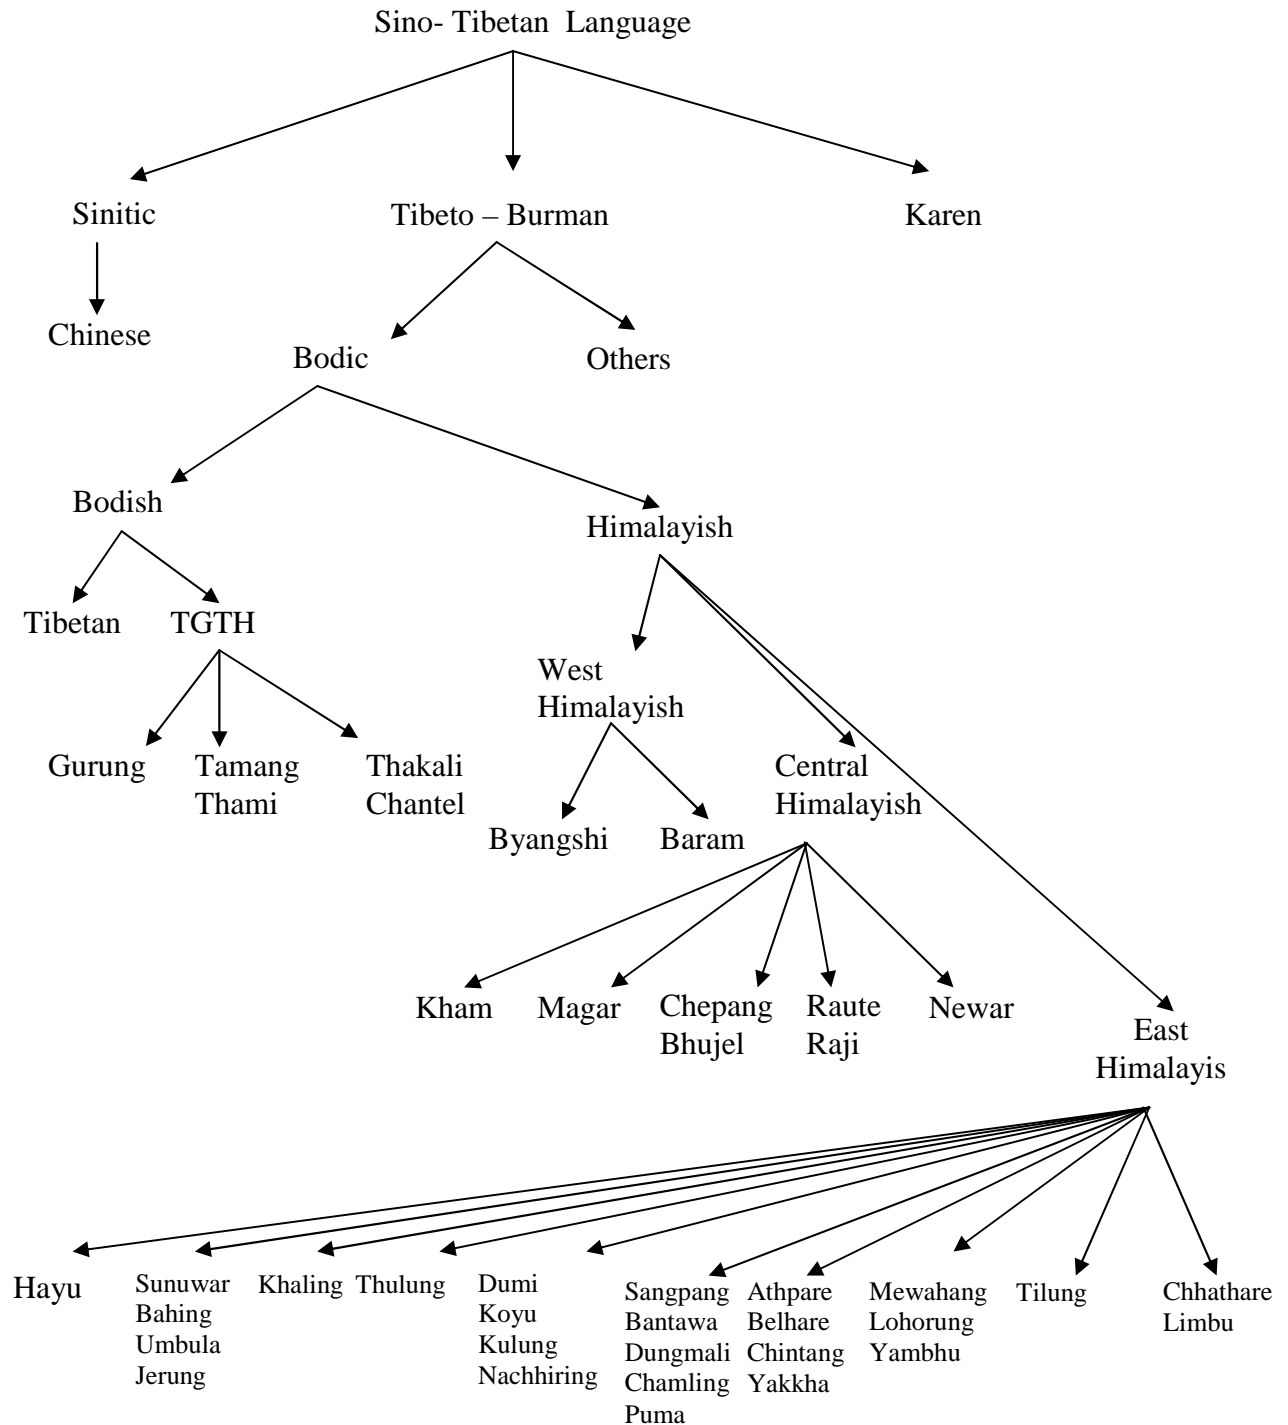 Sino- Tibetan Language
Sinitic
Tibeto – Burman
Karen
Chinese
Bodic
Others
Bodish
Himalayish
Tibetan
TGTH
West
Himalayish
Gurung
Tamang
Thami
Thakali
Chantel
Central
Himalayish
Byangshi
Baram
Kham
Magar
Chepang
Bhujel
Raute
Raji
Newar
East
Himalayis
Hayu
Sunuwar
Bahing
Umbula
Jerung
Khaling
Thulung
Dumi
Koyu
Kulung
Nachhiring
Sangpang
Bantawa
Dungmali
Chamling
Puma
Athpare
Belhare
Chintang
Yakkha
Mewahang
Lohorung
Yambhu
Tilung
Chhathare
Limbu